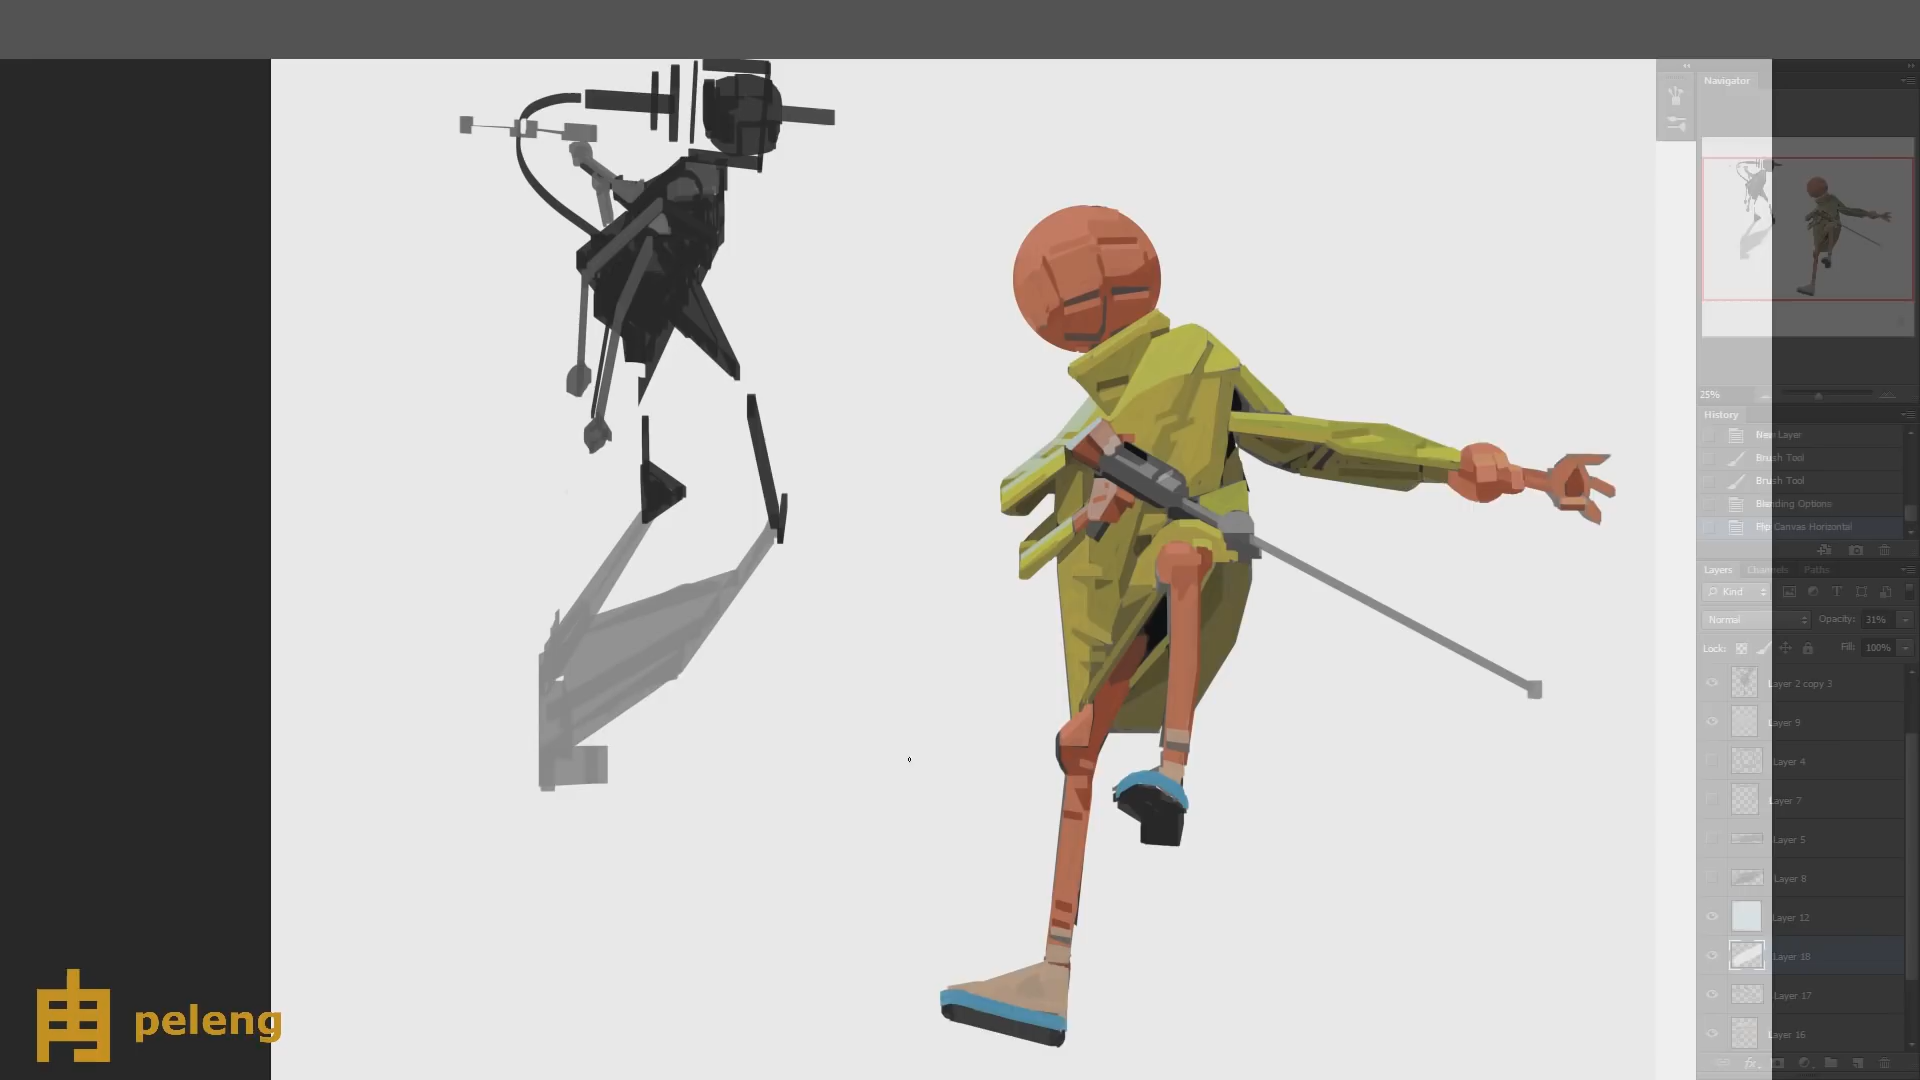 Navigator
25%
History
New Layer
Brush Tool
Brush Tool
Blending Options
Flip Canvas Horizontal
Layers Channels Paths
Kind
Normal Opacity: 31%
Lock: Fill: 100%
Layer 2 copy 3
Layer 9
Layer 4
Layer 7
Layer 5
Layer 8
Layer 12
Layer 18
Layer 17
Layer 16
fx
peleng